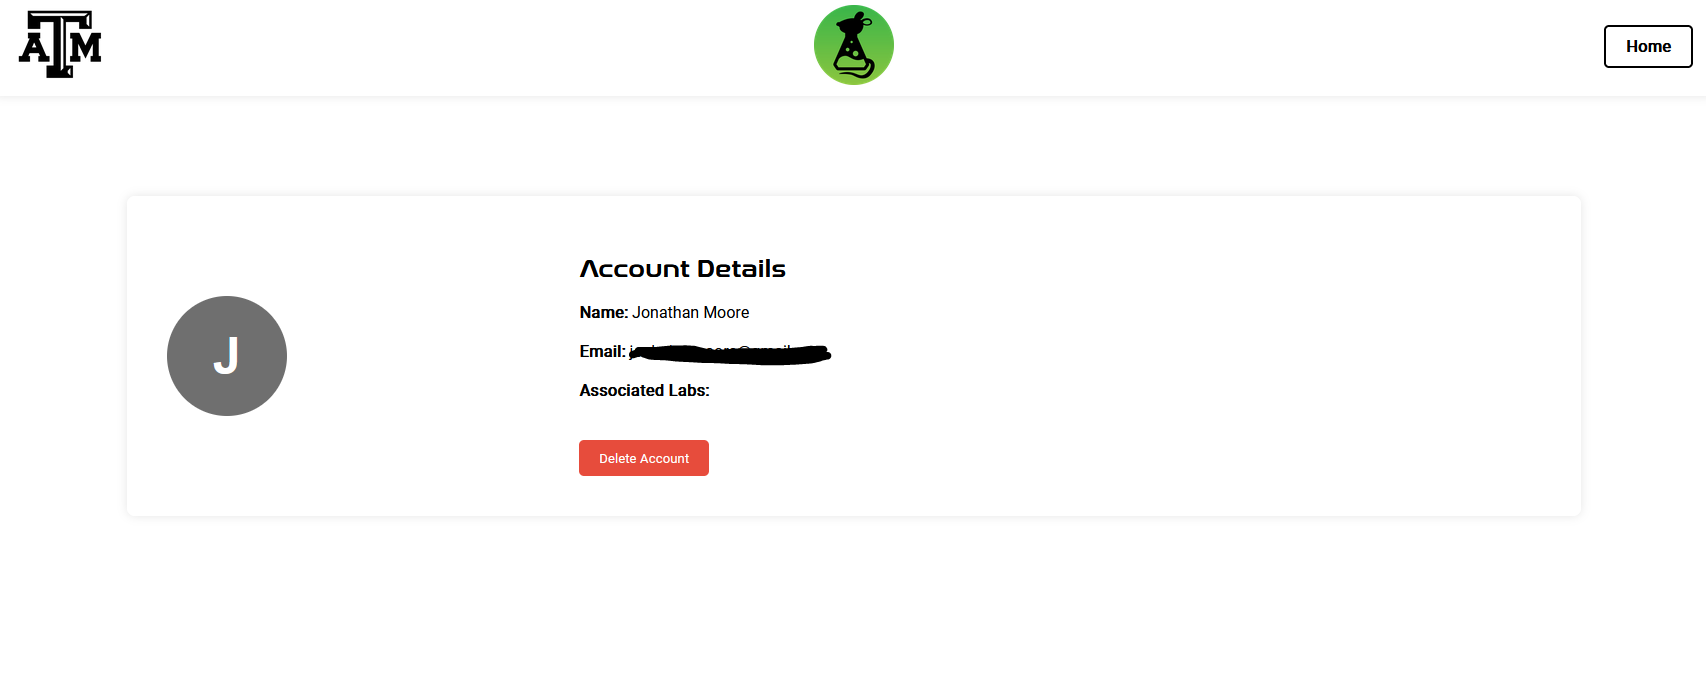 ATM
Home
J
Account Details
Name: Jonathan Moore
Email:
Associated Labs:
Delete Account